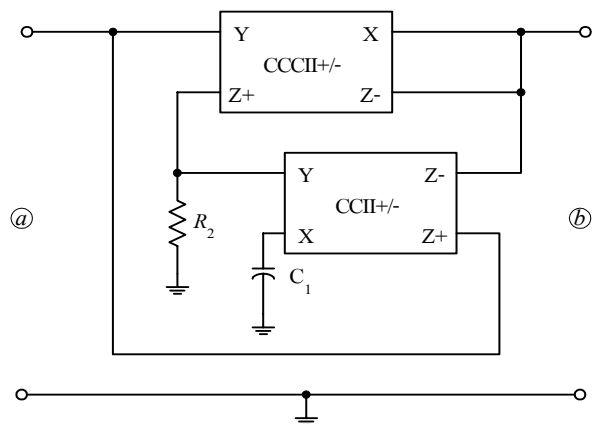 Y X
CCCII+/-
Z+ Z-
Y Z-
CCII+/-
X Z+
a
R2
C1
b